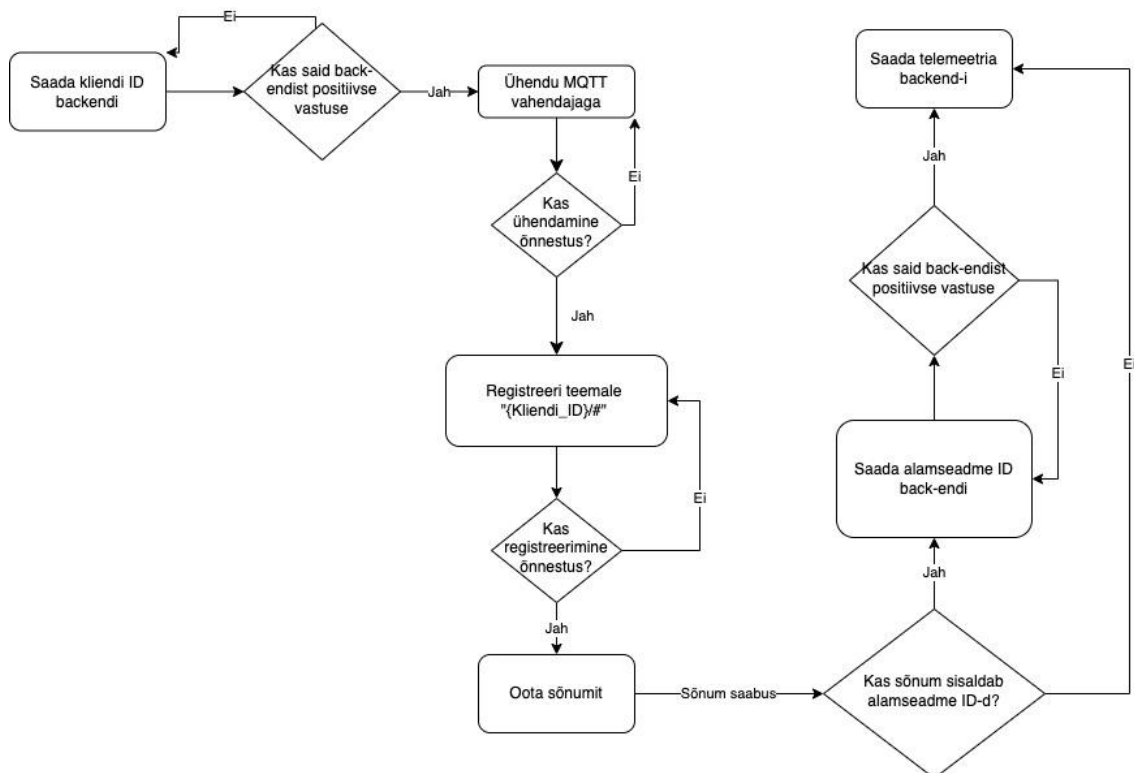 Ei
Saada kliendi ID
backendi
Kas said back-
endist positiivse
vastuse
Jah
Ühendu MQTT
vahendajaga
Ei
Kas
ühendamine
õnnestus?
Jah
Registreeri teemale
"{Kliendi_ID}/#"
Ei
Kas
registreerimine
õnnestus?
Jah
Oota sõnumit
Sõnum saabus
Kas sõnum sisaldab
alamseadme ID-d?
Jah
Ei
Saada alamseadme ID
back-endi
Ei
Kas said back-endist
positiivse vastuse
Jah
Saada telemeetria
backend-i